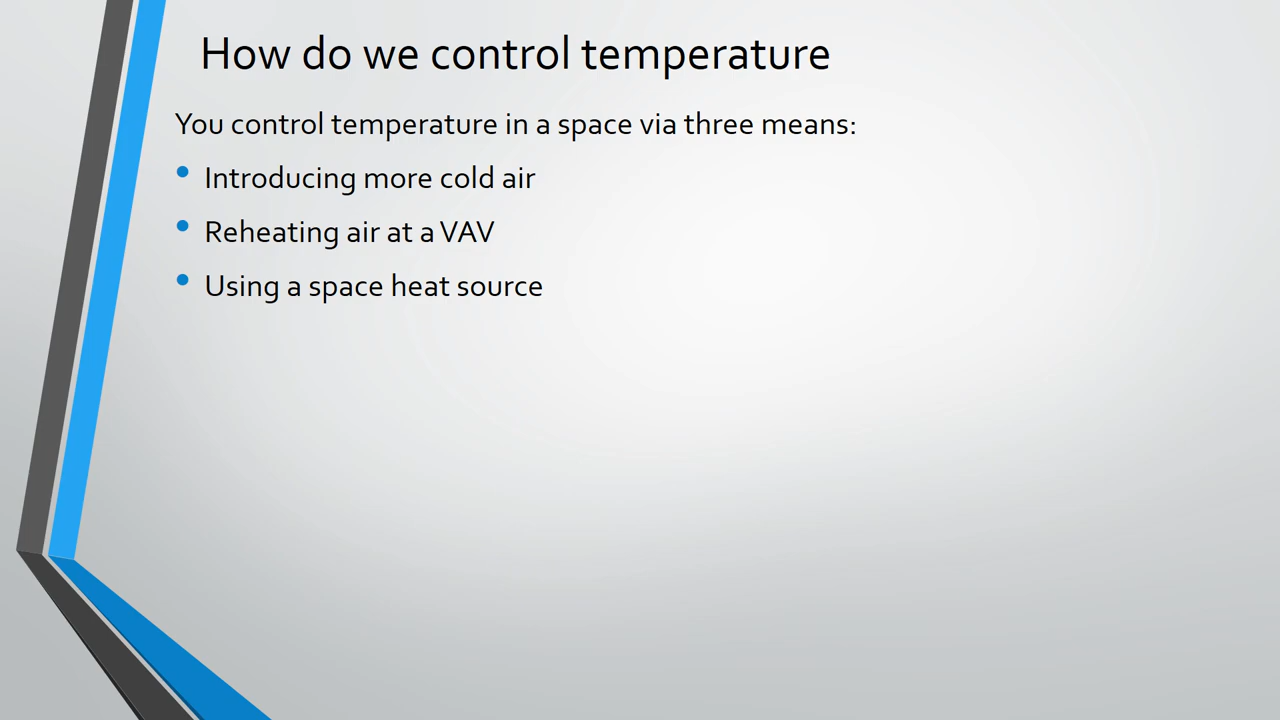 How do we control temperature
You control temperature in a space via three means:
• Introducing more cold air
• Reheating air at a VAV
• Using a space heat source